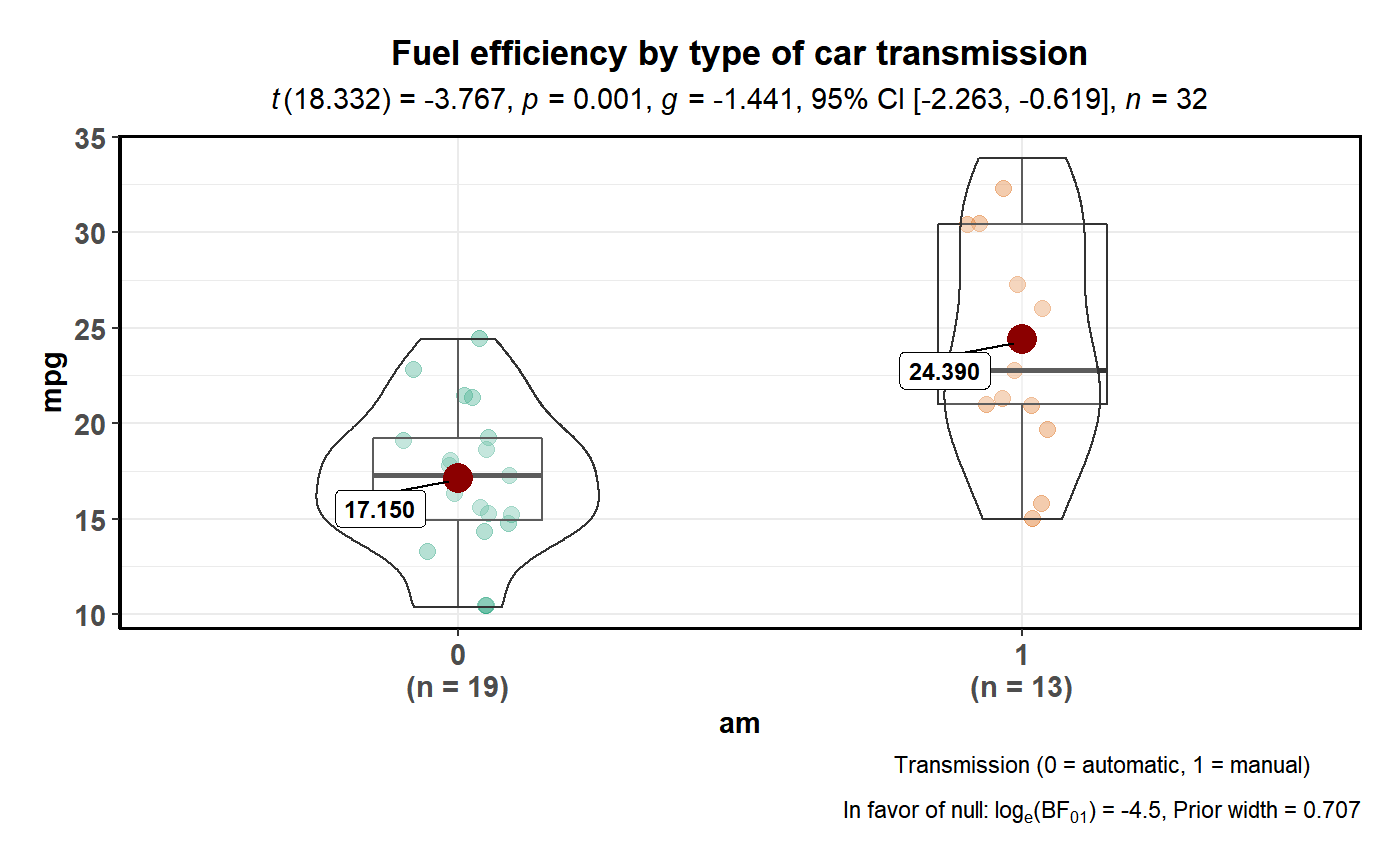 Fuel efficiency by type of car transmission
t(18.332) = -3.767, p = 0.001, g = -1.441, 95% CI [-2.263, -0.619], n = 32
35
30
25
20
15
10
mpg
24.390
17.150
0
(n = 19)
1
(n = 13)
am
Transmission (0 = automatic, 1 = manual)
In favor of null: logₑ(BF₀₁) = -4.5, Prior width = 0.707